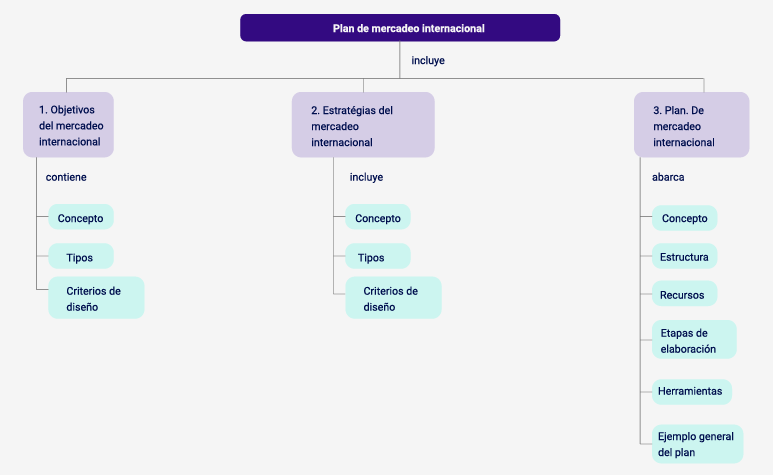 Plan de mercadeo internacional
incluye
1. Objetivos
del mercadeo
internacional
2. Estratégias del
mercadeo
internacional
3. Plan. De
mercadeo
internacional
contiene
incluye
abarca
Concepto
Tipos
Criterios de
diseño
Concepto
Tipos
Criterios de
diseño
Concepto
Estructura
Recursos
Etapas de
elaboración
Herramientas
Ejemplo general
del plan